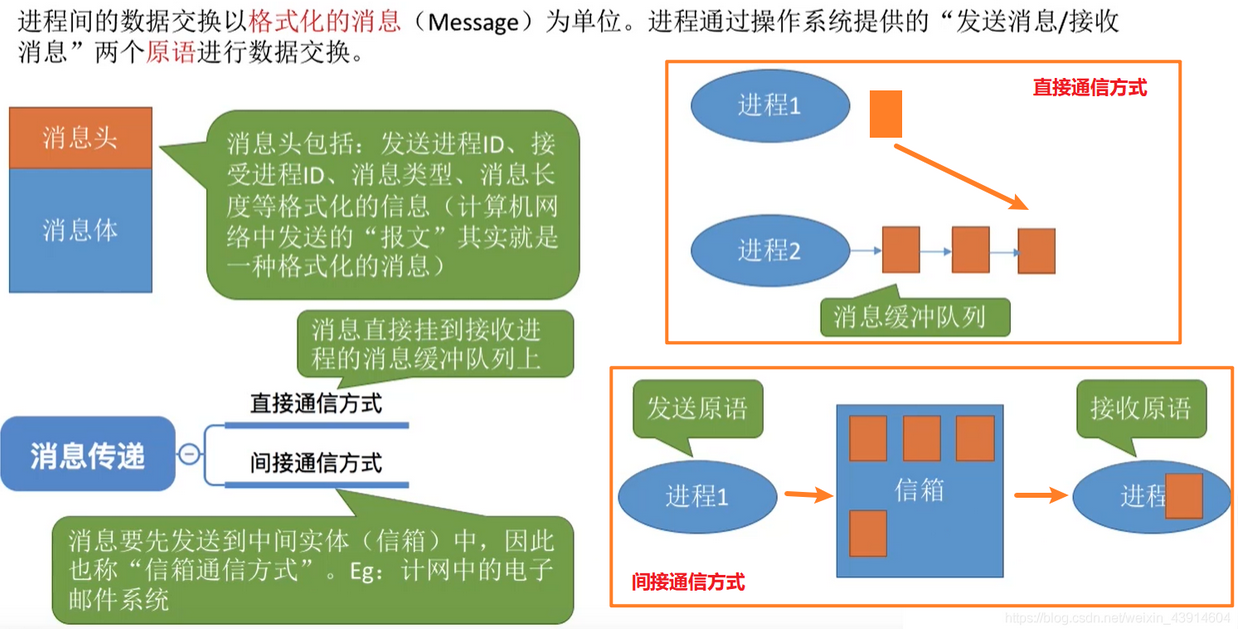 进程间的数据交换以格式化的消息（Message）为单位。进程通过操作系统提供的“发送消息/接收
消息”两个原语进行数据交换。
消息头
消息体
消息头包括：发送进程ID、接
受进程ID、消息类型、消息长
度等格式化的信息（计算机网
络中发送的“报文”其实就是
一种格式化的消息）
直接通信方式
进程1
进程2
消息缓冲队列
消息直接挂到接收进
程的消息缓冲队列上
消息传递
直接通信方式
间接通信方式
消息要先发送到中间实体（信箱）中，因此
也称“信箱通信方式”。Eg：计网中的电子
邮件系统
发送原语
接收原语
进程1
信箱
进程
间接通信方式
https://blog.csdn.net/weixin_43914604